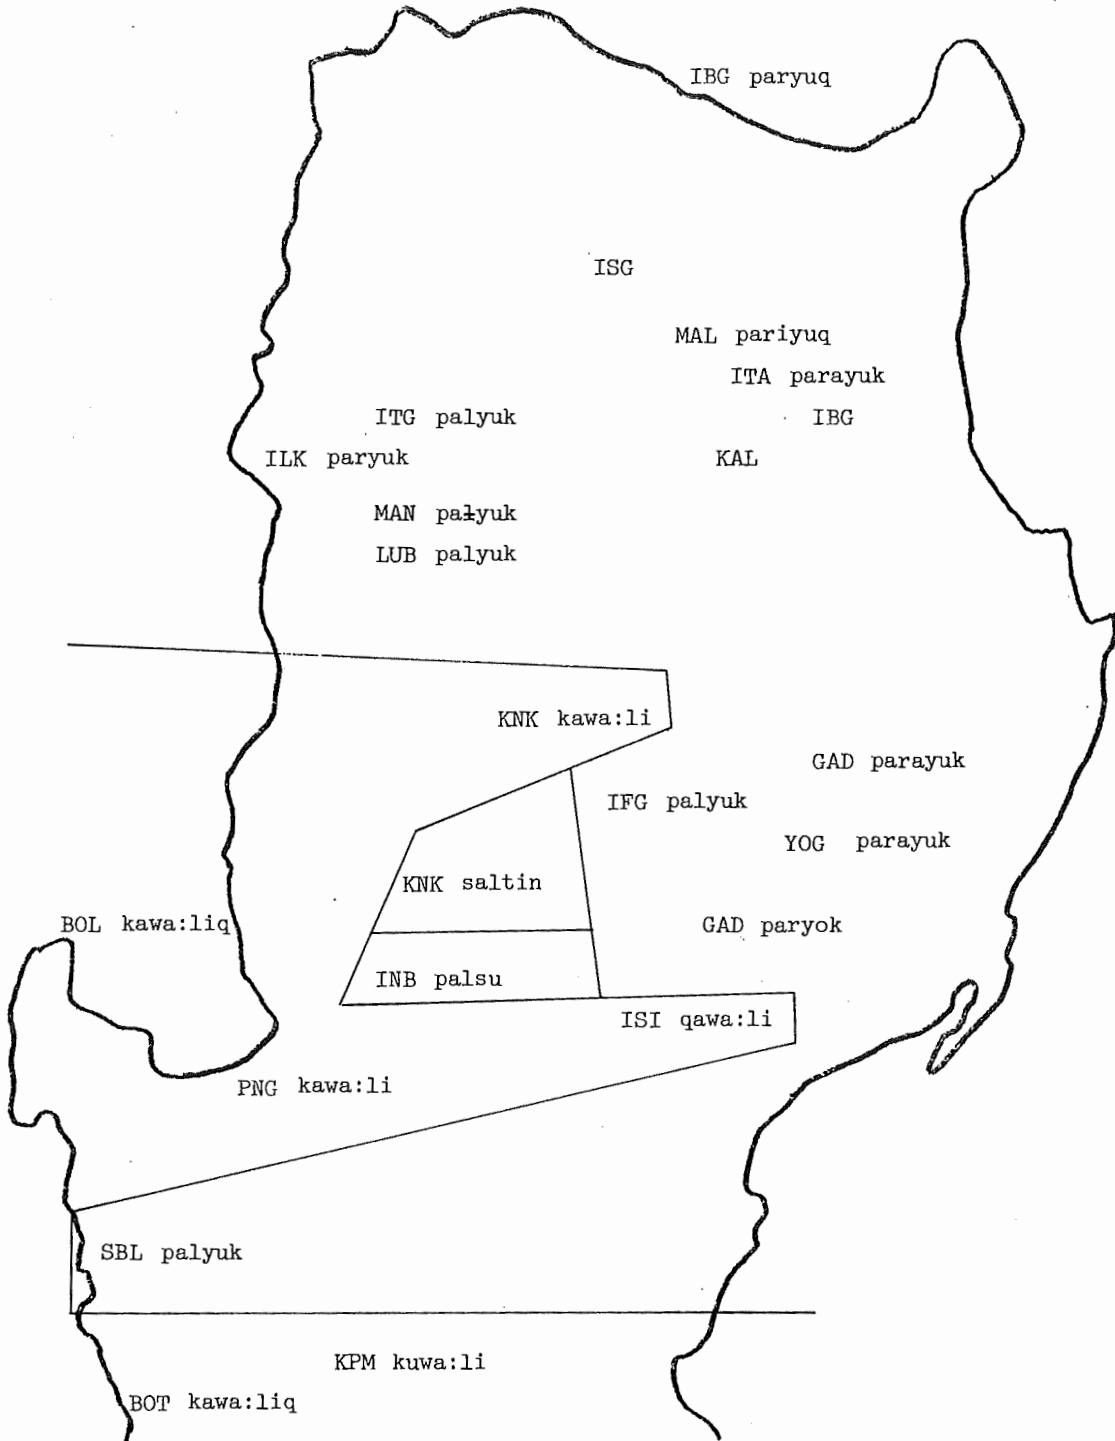 IBG paryuq
ISG
MAL pariyuq
ITA parayuk
ITG palyuk
IBG
ILK paryuk
KAL
MAN paɫyuk
LUB palyuk
KNK kawa:li
GAD parayuk
IFG palyuk
YOG parayuk
KNK saltin
BOL kawa:liq
GAD paryok
INB palsu
ISI qawa:li
PNG kawa:li
SBL palyuk
KPM kuwa:li
BOT kawa:liq